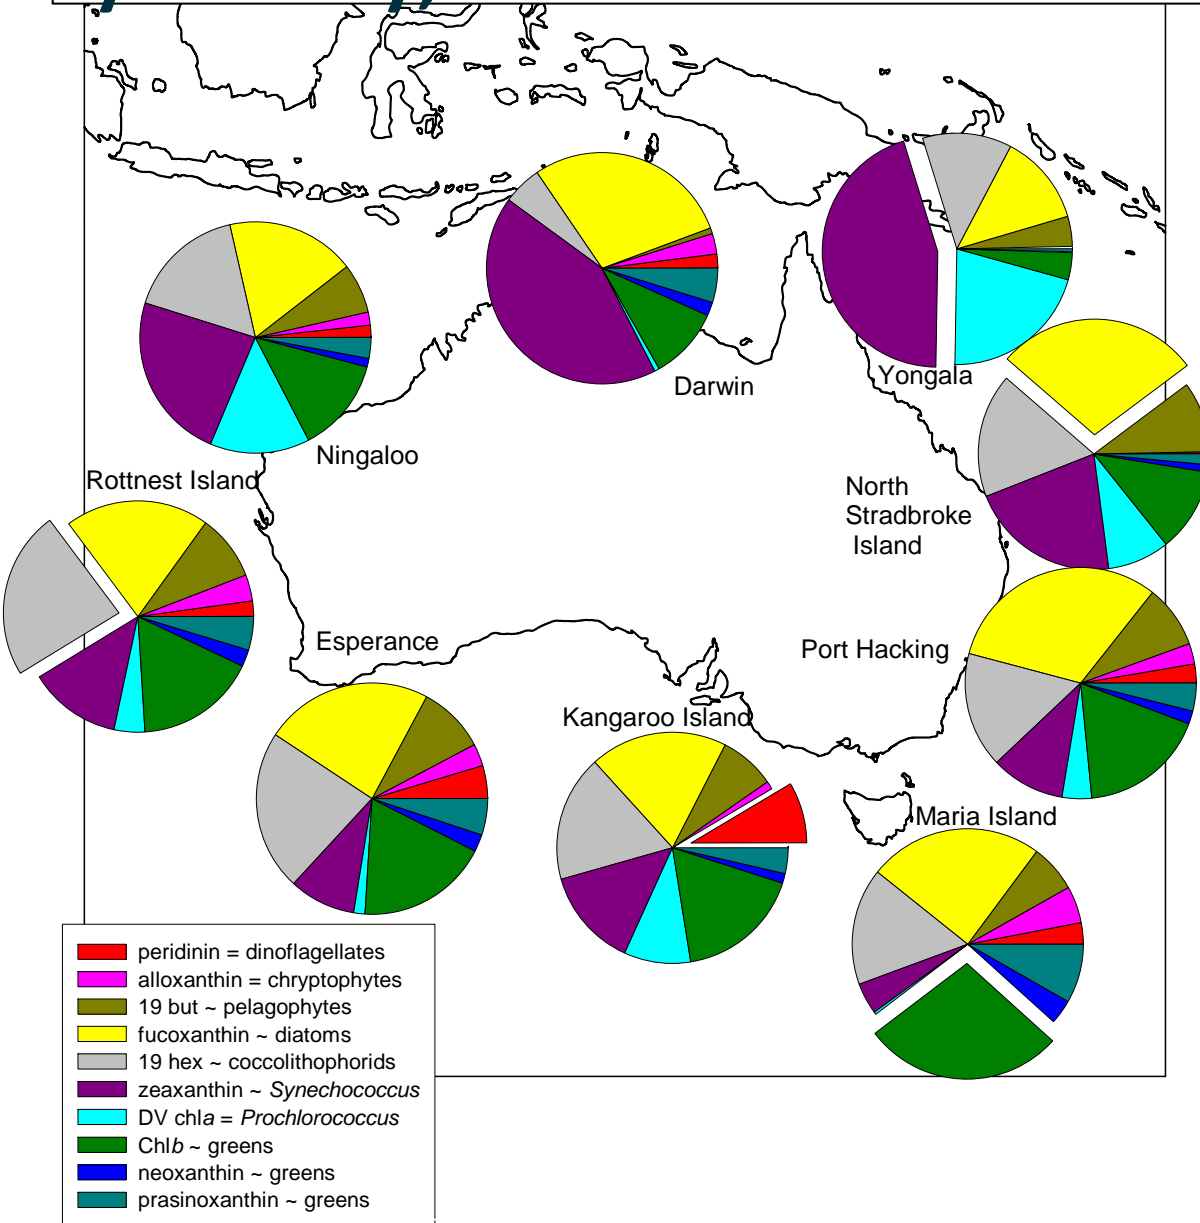 Darwin
Yongala
Ningaloo
Rottnest Island
North
Stradbroke
Island
Esperance
Port Hacking
Kangaroo Island
Maria Island
peridinin = dinoflagellates
alloxanthin = chryptophytes
19 but ~ pelagophytes
fucoxanthin ~ diatoms
19 hex ~ coccolithophorids
zeaxanthin ~ Synechococcus
DV chla = Prochlorococcus
Chlb ~ greens
neoxanthin ~ greens
prasinoxanthin ~ greens